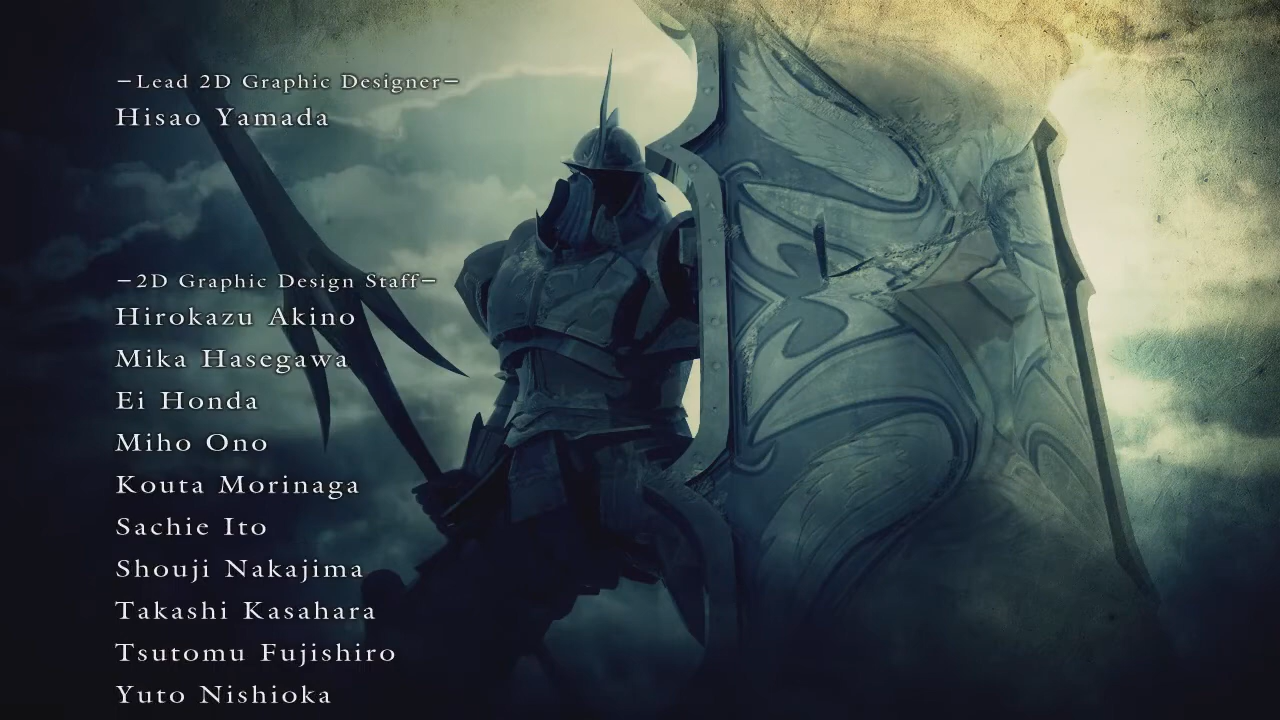 -Lead 2D Graphic Designer-
Hisao Yamada
-2D Graphic Design Staff-
Hirokazu Akino
Mika Hasegawa
Ei Honda
Miho Ono
Kouta Morinaga
Sachie Ito
Shouji Nakajima
Takashi Kasahara
Tsutomu Fujishiro
Yuto Nishioka